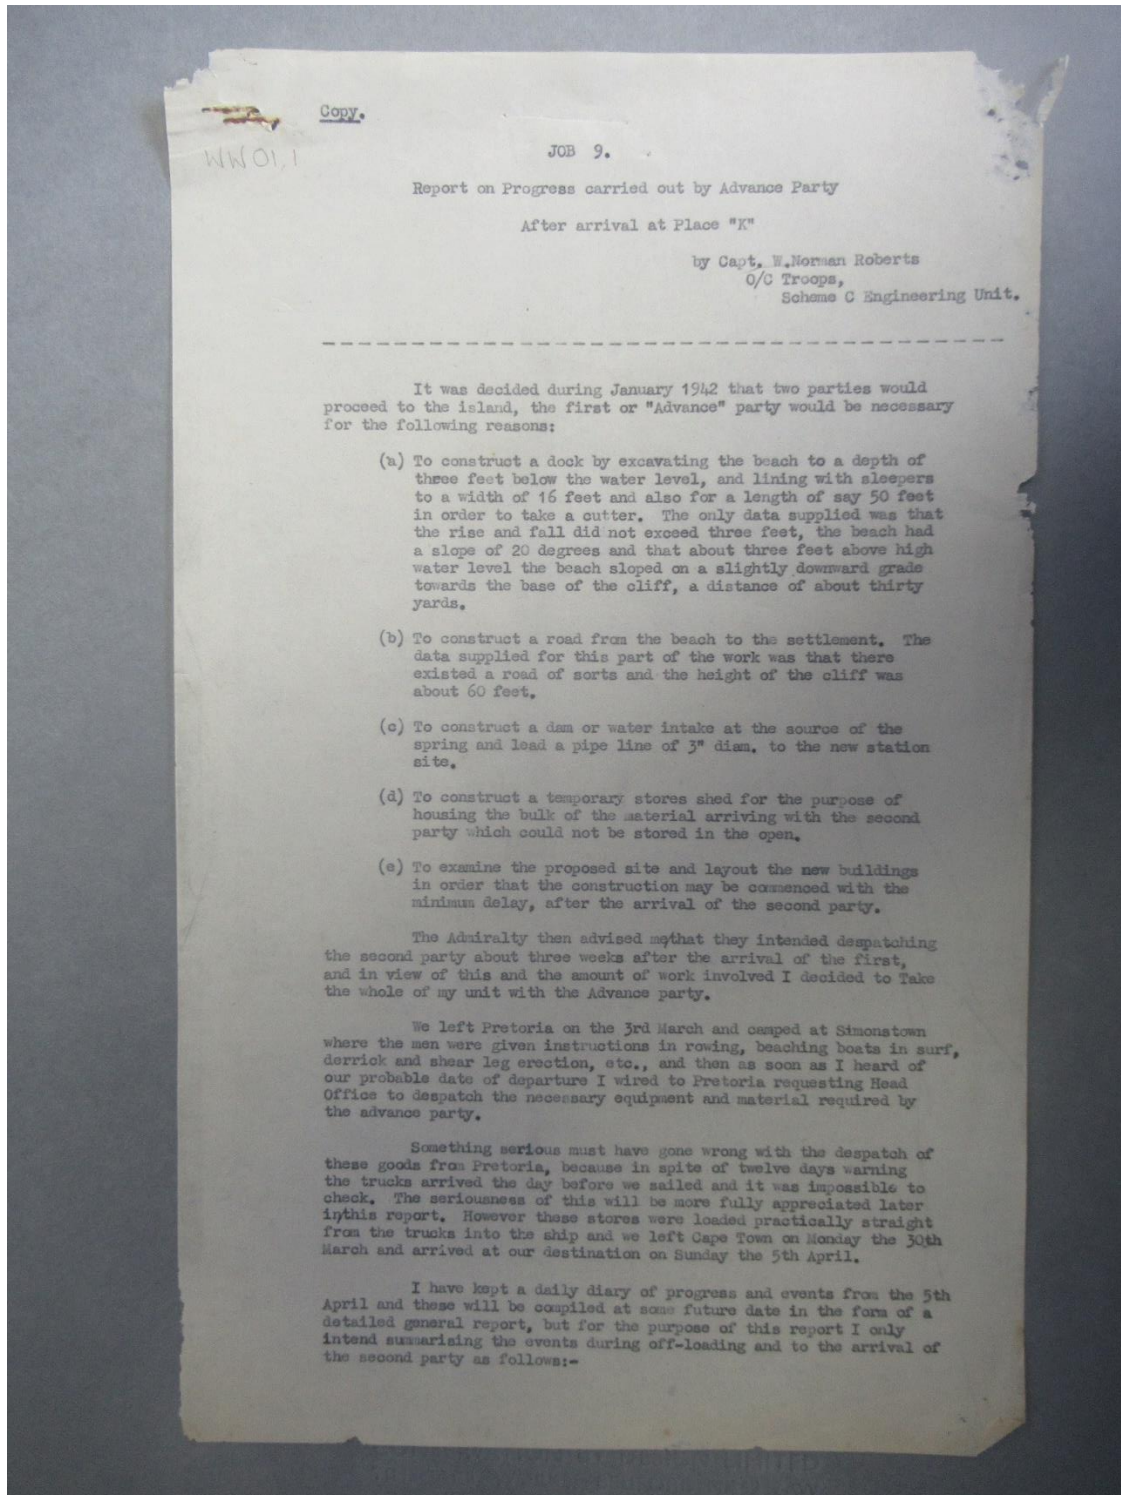 Copy.
WW01,1
JOB 9.
Report on Progress carried out by Advance Party
After arrival at Place "K"
by Capt. W.Norman Roberts
O/C Troops,
Scheme C Engineering Unit.
It was decided during January 1942 that two parties would
proceed to the island, the first or "Advance" party would be necessary
for the following reasons:
(a) To construct a dock by excavating the beach to a depth of
three feet below the water level, and lining with sleepers
to a width of 16 feet and also for a length of say 50 feet
in order to take a cutter. The only data supplied was that
the rise and fall did not exceed three feet, the beach had
a slope of 20 degrees and that about three feet above high
water level the beach sloped on a slightly downward grade
towards the base of the cliff, a distance of about thirty
yards.
(b) To construct a road from the beach to the settlement. The
data supplied for this part of the work was that there
existed a road of sorts and the height of the cliff was
about 60 feet.
(c) To construct a dam or water intake at the source of the
spring and lead a pipe line of 3" diam. to the new station
site.
(d) To construct a temporary stores shed for the purpose of
housing the bulk of the material arriving with the second
party which could not be stored in the open.
(e) To examine the proposed site and layout the new buildings
in order that the construction may be commenced with the
minimum delay, after the arrival of the second party.
The Admiralty then advised me that they intended despatching
the second party about three weeks after the arrival of the first,
and in view of this and the amount of work involved I decided to Take
the whole of my unit with the Advance party.
We left Pretoria on the 3rd March and camped at Simonstown
where the men were given instructions in rowing, beaching boats in surf,
derrick and shear leg erection, etc., and then as soon as I heard of
our probable date of departure I wired to Pretoria requesting Head
Office to despatch the necessary equipment and material required by
the advance party.
Something serious must have gone wrong with the despatch of
these goods from Pretoria, because in spite of twelve days warning
the trucks arrived the day before we sailed and it was impossible to
check. The seriousness of this will be more fully appreciated later
in this report. However these stores were loaded practically straight
from the trucks into the ship and we left Cape Town on Monday the 30th
March and arrived at our destination on Sunday the 5th April.
I have kept a daily diary of progress and events from the 5th
April and these will be compiled at some future date in the form of a
detailed general report, but for the purpose of this report I only
intend summarising the events during off-loading and to the arrival of
the second party as follows:-